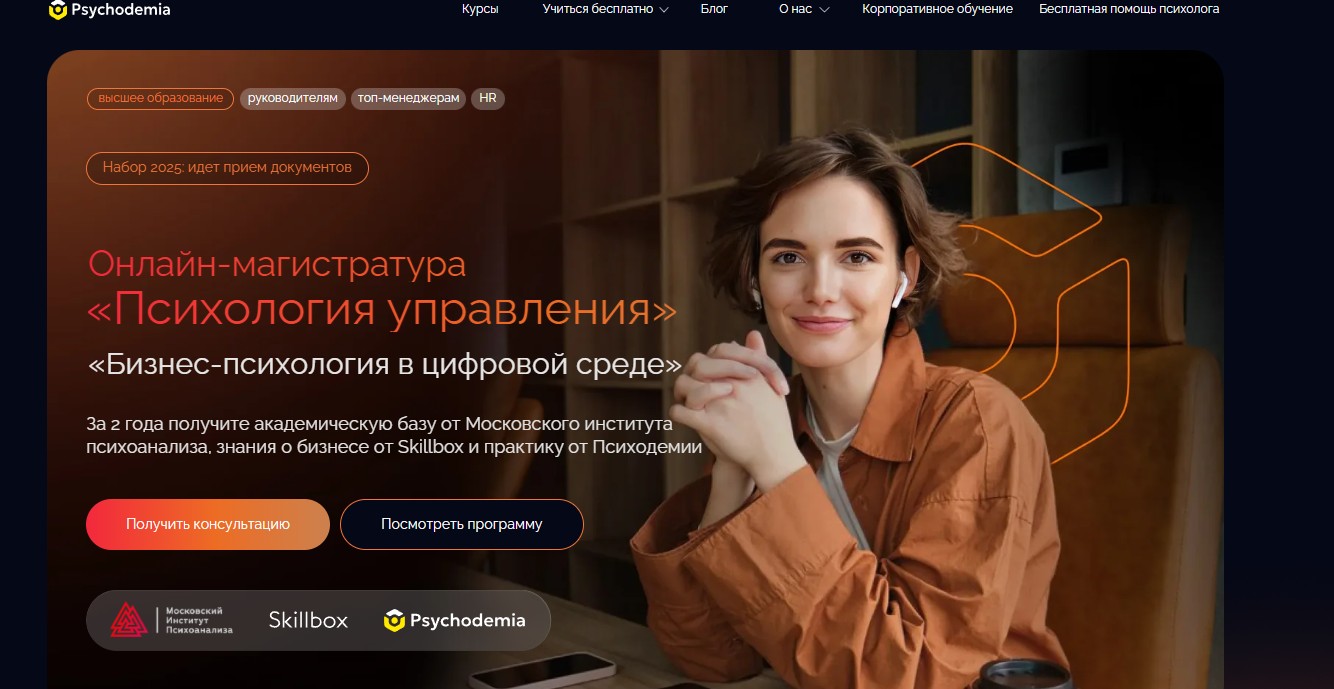 Psychodemia
Курсы
Учиться бесплатно
Блог
О нас
Корпоративное обучение
Бесплатная помощь психолога
высшее образование
руководителям
топ-менеджерам
HR
Набор 2025: идет прием документов
Онлайн-магистратура
«Психология управления»
«Бизнес-психология в цифровой среде»
За 2 года получите академическую базу от Московского института
психоанализа, знания о бизнесе от Skillbox и практику от Психодемии
Получить консультацию
Посмотреть программу
Московский
Институт
Психоанализа
Skillbox
Psychodemia